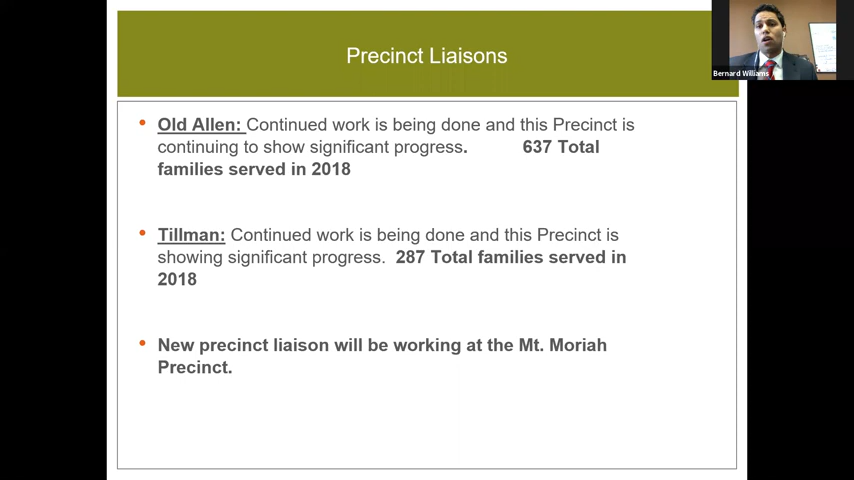 Precinct Liaisons
Bernard Williams
• Old Allen: Continued work is being done and this Precinct is
continuing to show significant progress. 637 Total
families served in 2018
• Tillman: Continued work is being done and this Precinct is
showing significant progress. 287 Total families served in
2018
• New precinct liaison will be working at the Mt. Moriah
Precinct.